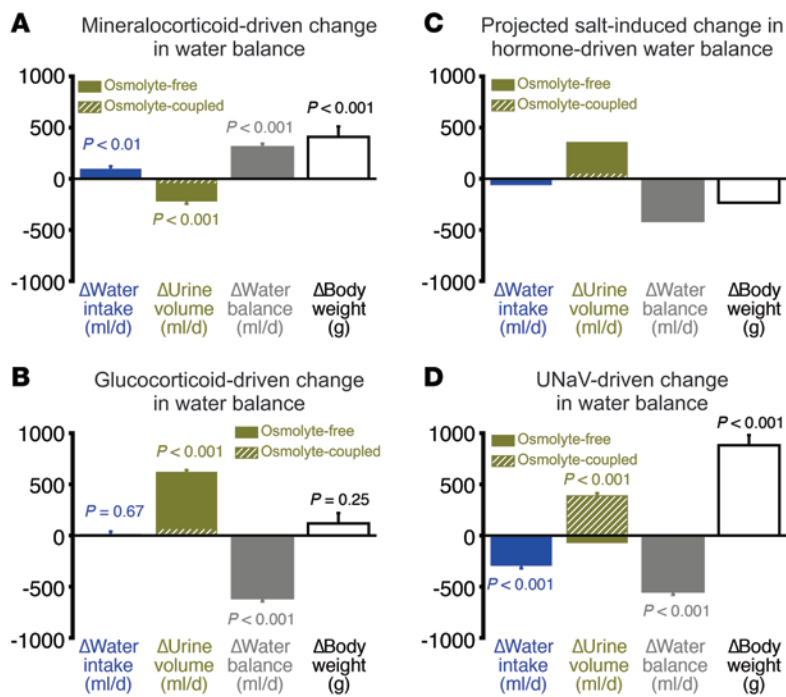 A
Mineralocorticoid-driven change
in water balance
1000
500
0
-500
-1000
Osmolyte-free
Osmolyte-coupled
P < 0.01
P < 0.001
P < 0.001
P < 0.001
ΔWater
intake
(ml/d)
ΔUrine
volume
(ml/d)
ΔWater
balance
(ml/d)
ΔBody
weight
(g)
C
Projected salt-induced change in
hormone-driven water balance
1000
500
0
-500
-1000
Osmolyte-free
Osmolyte-coupled
ΔWater
intake
(ml/d)
ΔUrine
volume
(ml/d)
ΔWater
balance
(ml/d)
ΔBody
weight
(g)
B
Glucocorticoid-driven change
in water balance
1000
500
0
-500
-1000
Osmolyte-free
Osmolyte-coupled
P = 0.67
P < 0.001
P < 0.001
P = 0.25
ΔWater
intake
(ml/d)
ΔUrine
volume
(ml/d)
ΔWater
balance
(ml/d)
ΔBody
weight
(g)
D
UNaV-driven change
in water balance
1000
500
0
-500
-1000
Osmolyte-free
Osmolyte-coupled
P < 0.001
P < 0.001
P < 0.001
P < 0.001
ΔWater
intake
(ml/d)
ΔUrine
volume
(ml/d)
ΔWater
balance
(ml/d)
ΔBody
weight
(g)